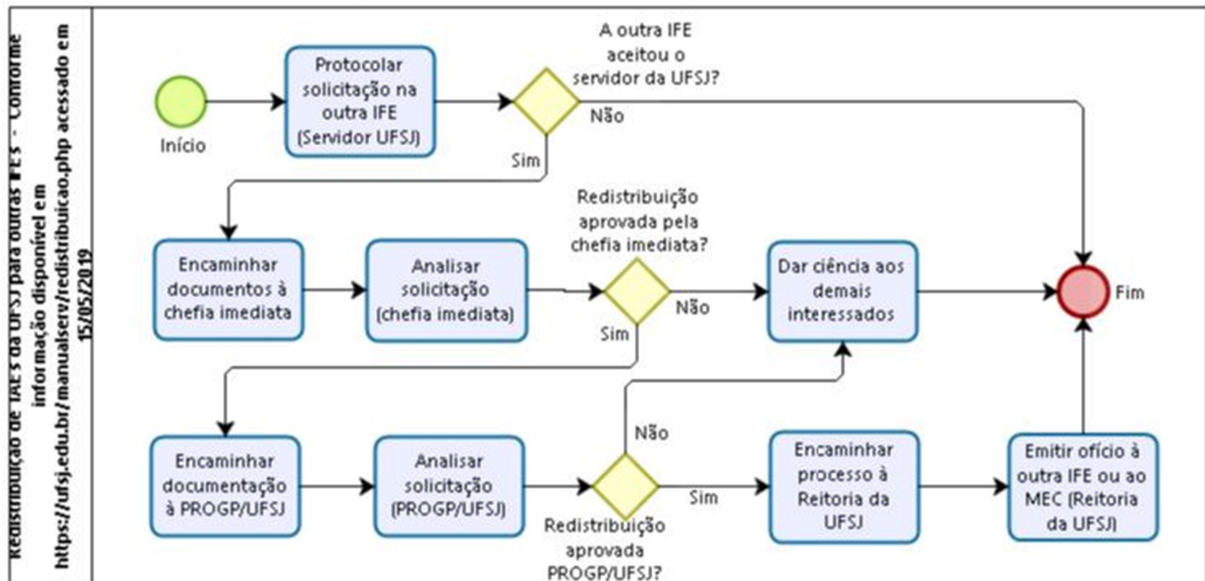 Redistribuição de TAEs da UFSJ para outras IFES - Conforme
informação disponível em
https://ufsj.edu.br/manualserv/redistribuicao.php acessado em
15/05/2019
Início
Protocolar
solicitação na
outra IFE
(Servidor UFSJ)
A outra IFE
aceitou o
servidor da UFSJ?
Não
Sim
Encaminhar
documentos à
chefia imediata
Analisar
solicitação
(chefia imediata)
Redistribuição
aprovada pela
chefia imediata?
Não
Sim
Dar ciência aos
demais
interessados
Fim
Encaminhar
documentação
à PROGP/UFSJ
Analisar
solicitação
(PROGP/UFSJ)
Não
Sim
Redistribuição
aprovada
PROGP/UFSJ?
Encaminhar
processo à
Reitoria da
UFSJ
Emitir ofício à
outra IFE ou ao
MEC (Reitoria
da UFSJ)